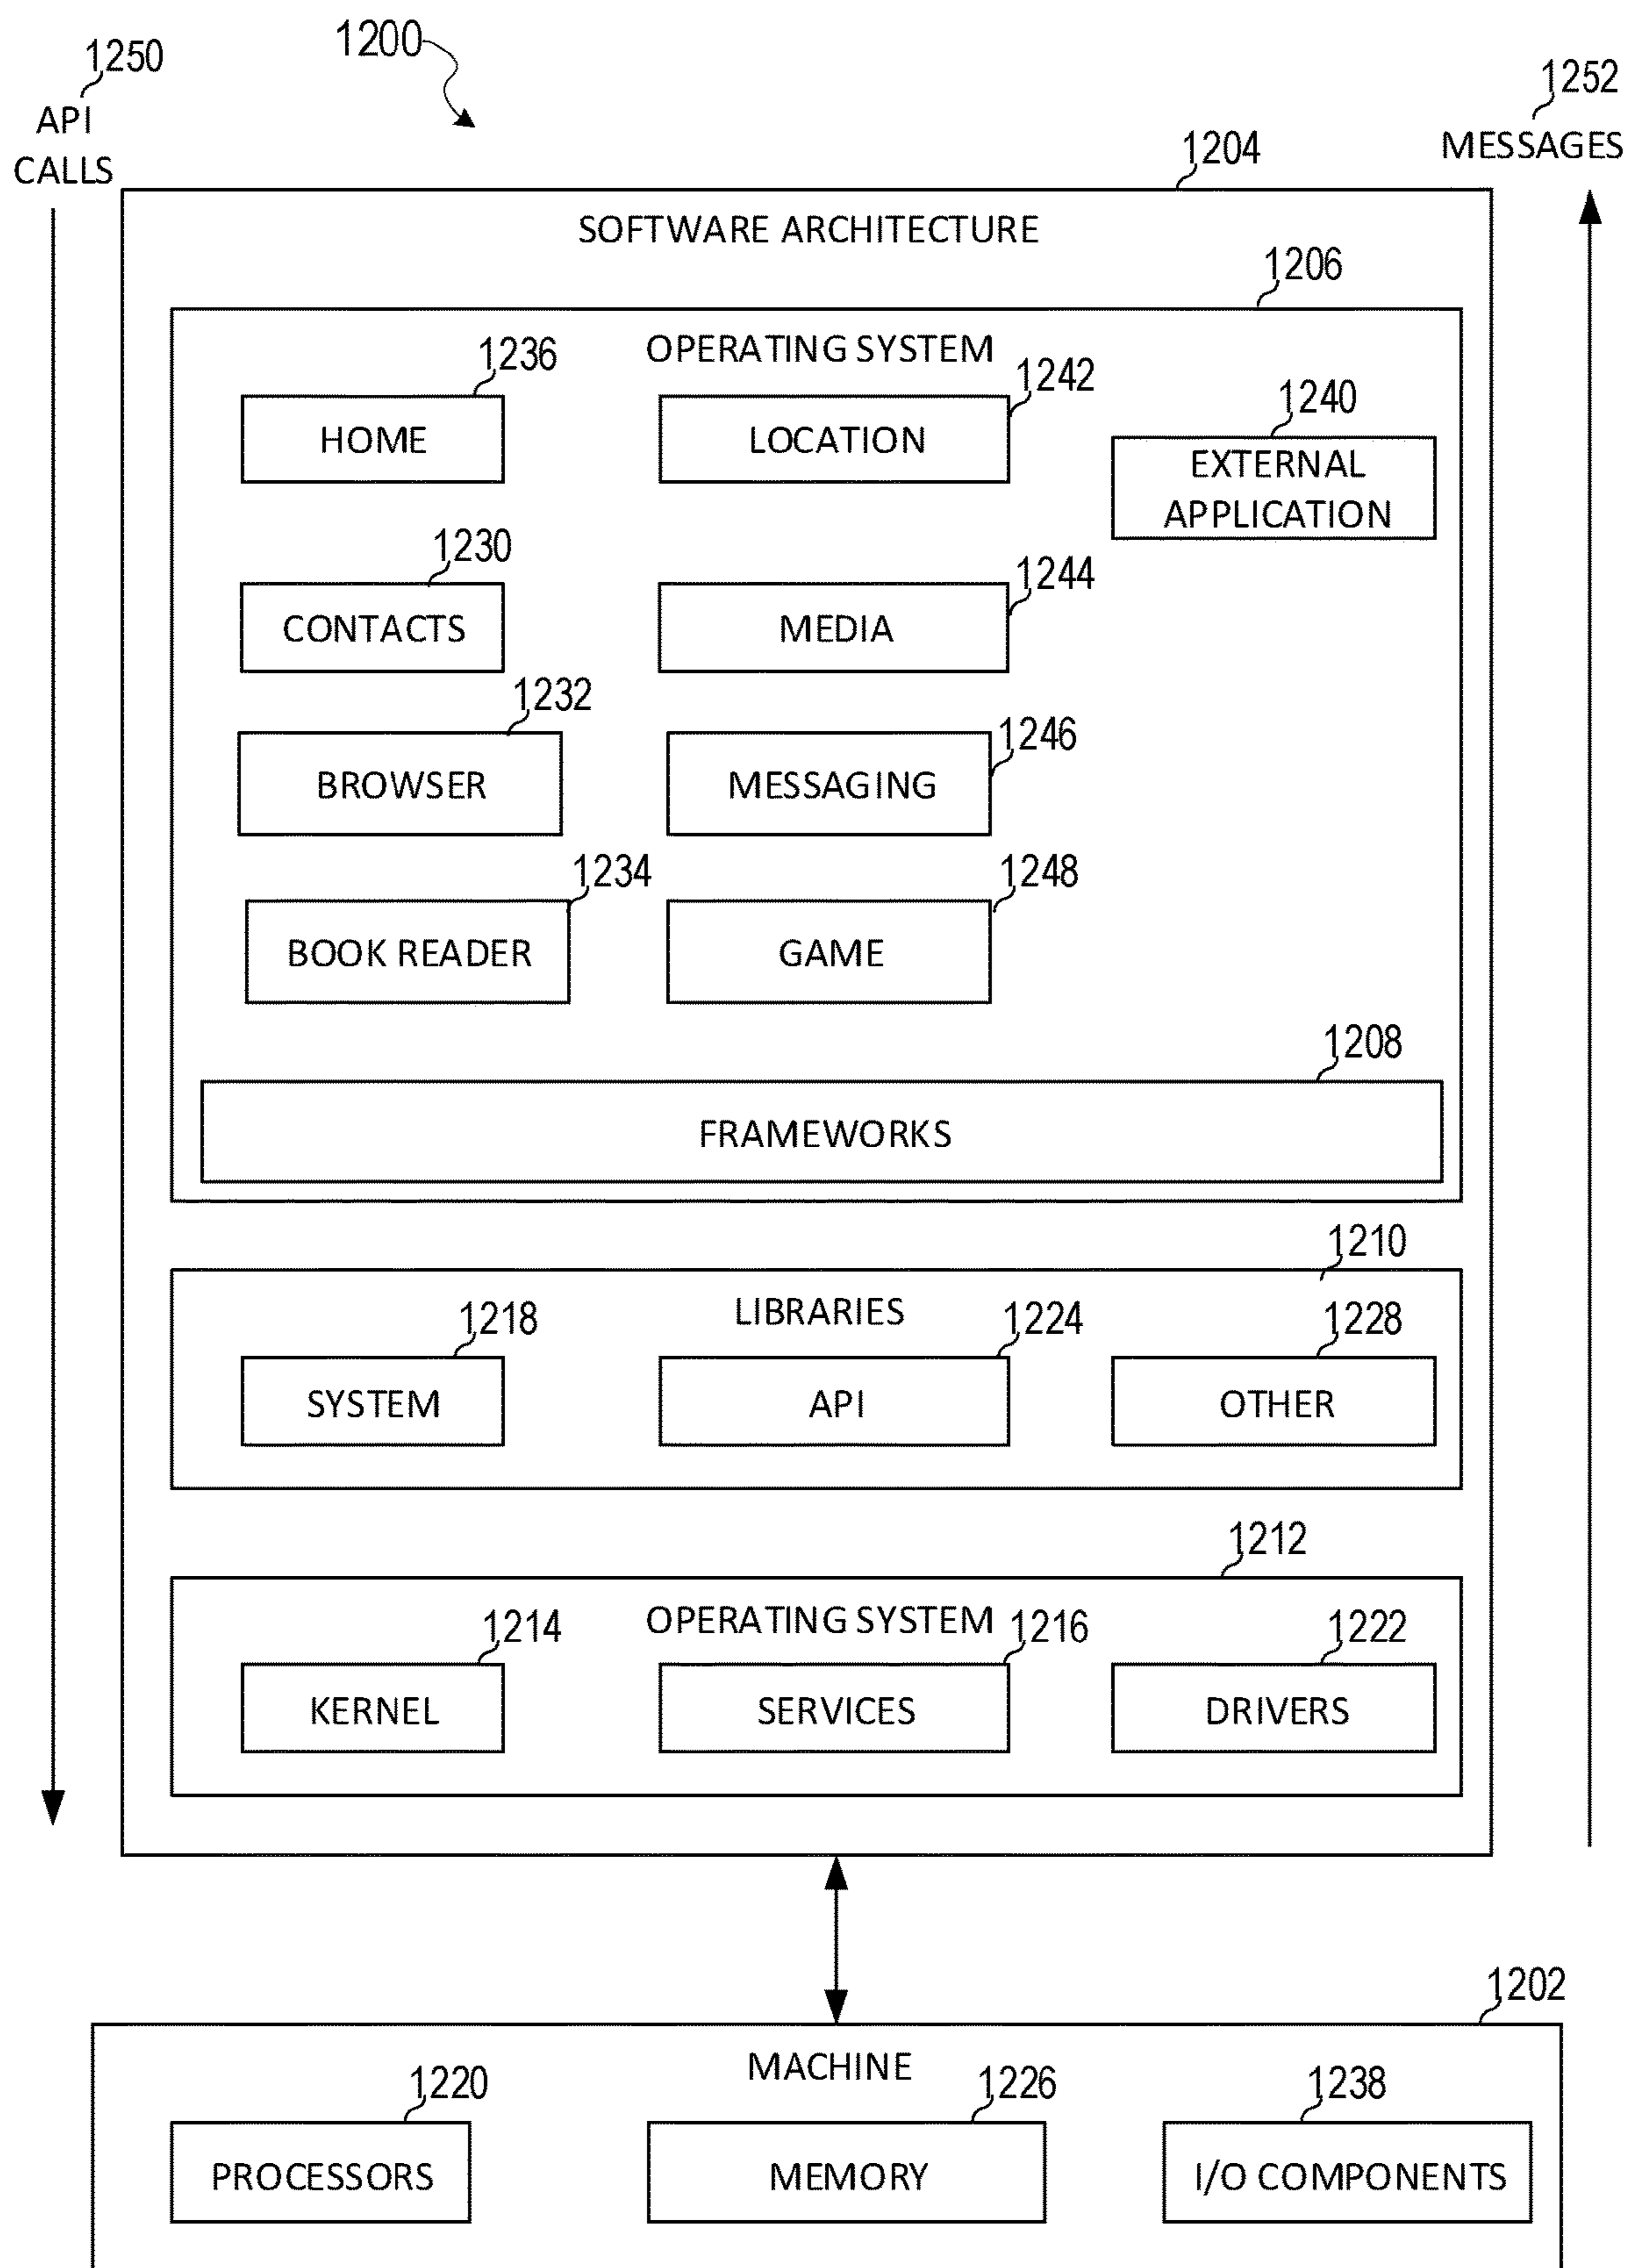 1250
1200
1252
API
CALLS
MESSAGES
1204
SOFTWARE ARCHITECTURE
1206
OPERATING SYSTEM
1236
1242
1240
HOME
LOCATION
EXTERNAL
APPLICATION
1230
1244
CONTACTS
MEDIA
1232
1246
BROWSER
MESSAGING
1234
1248
BOOK READER
GAME
1208
FRAMEWORKS
1210
LIBRARIES
1218
1224
1228
SYSTEM
API
OTHER
1212
OPERATING SYSTEM
1214
1216
1222
KERNEL
SERVICES
DRIVERS
1202
MACHINE
1220
1226
1238
PROCESSORS
MEMORY
I/O COMPONENTS